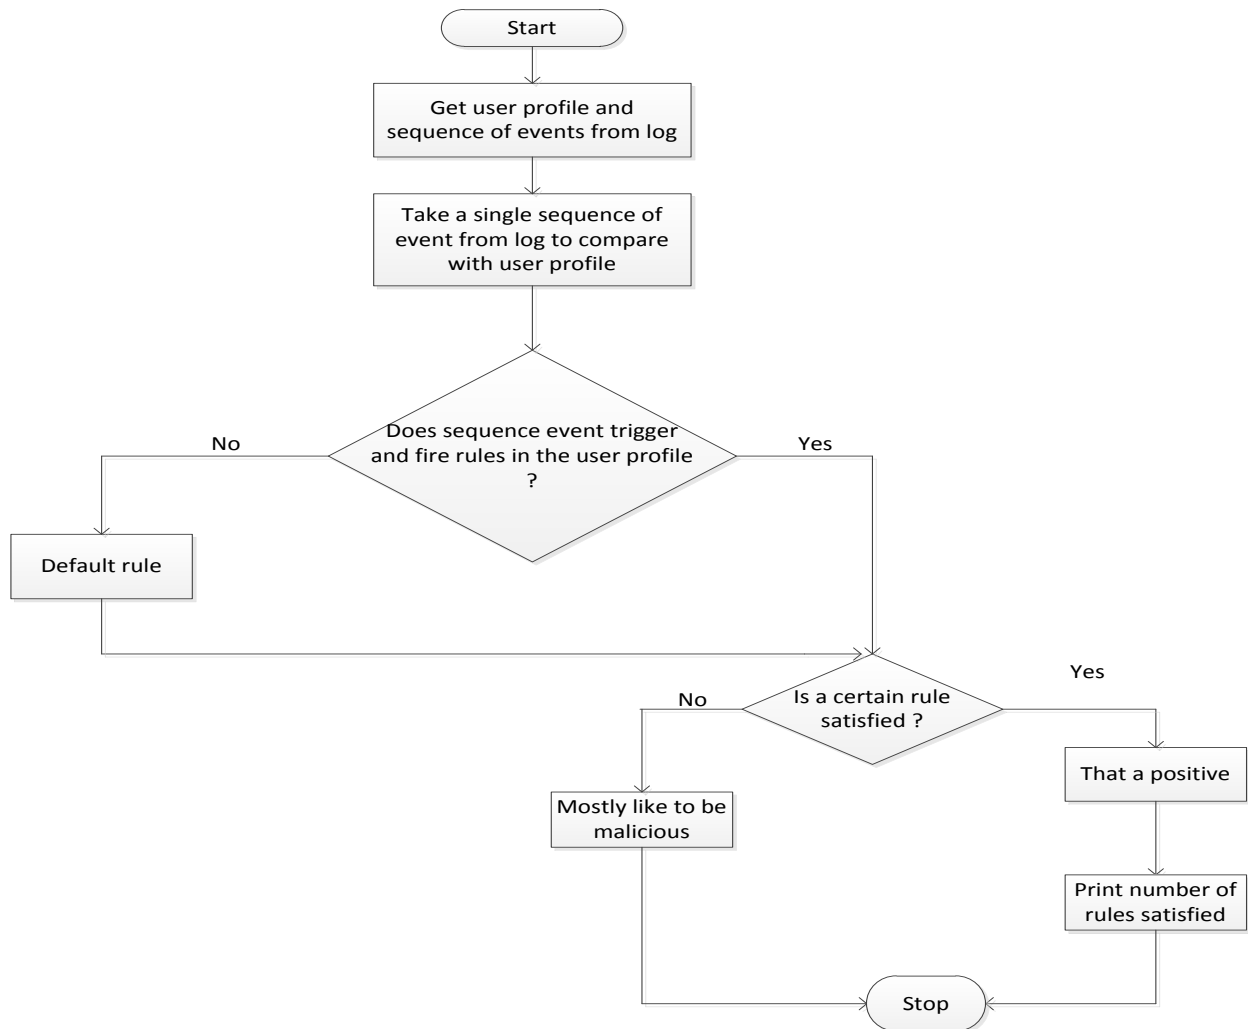 Start
Get user profile and
sequence of events from log
Take a single sequence of
event from log to compare
with user profile
Does sequence event trigger
and fire rules in the user profile
?
No
Yes
Default rule
Is a certain rule
satisfied ?
No
Yes
Mostly like to be
malicious
That a positive
Print number of
rules satisfied
Stop